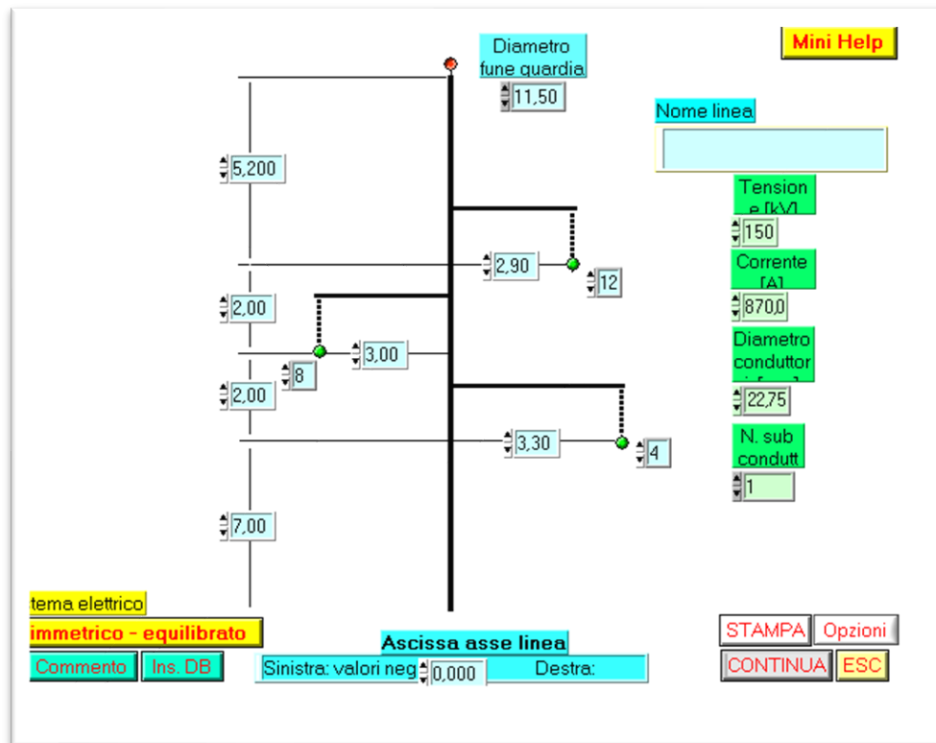 Diametro
fune guardia
11,50
Mini Help
Nome linea
5,200
Tension
e [kV]
150
2,90
12
Corrente
[A]
870,0
2,00
3,00
8
Diametro
conduttor
2,00
22,75
3,30
4
N. sub
condutt
1
7,00
tema elettrico
immetrico - equilibrato
Commento
Ins. DB
Ascissa asse linea
Sinistra: valori neg
0,000
Destra:
STAMPA
Opzioni
CONTINUA
ESC